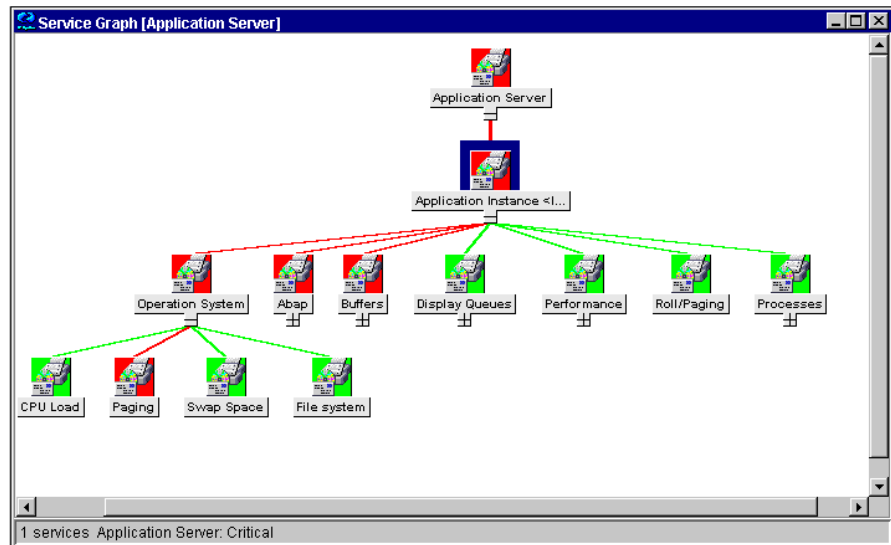 Service Graph [Application Server]
Application Server
Application Instance <I...
Operation System
Abap
Buffers
Display Queues
Performance
Roll/Paging
Processes
CPU Load
Paging
Swap Space
File system
1 services Application Server: Critical